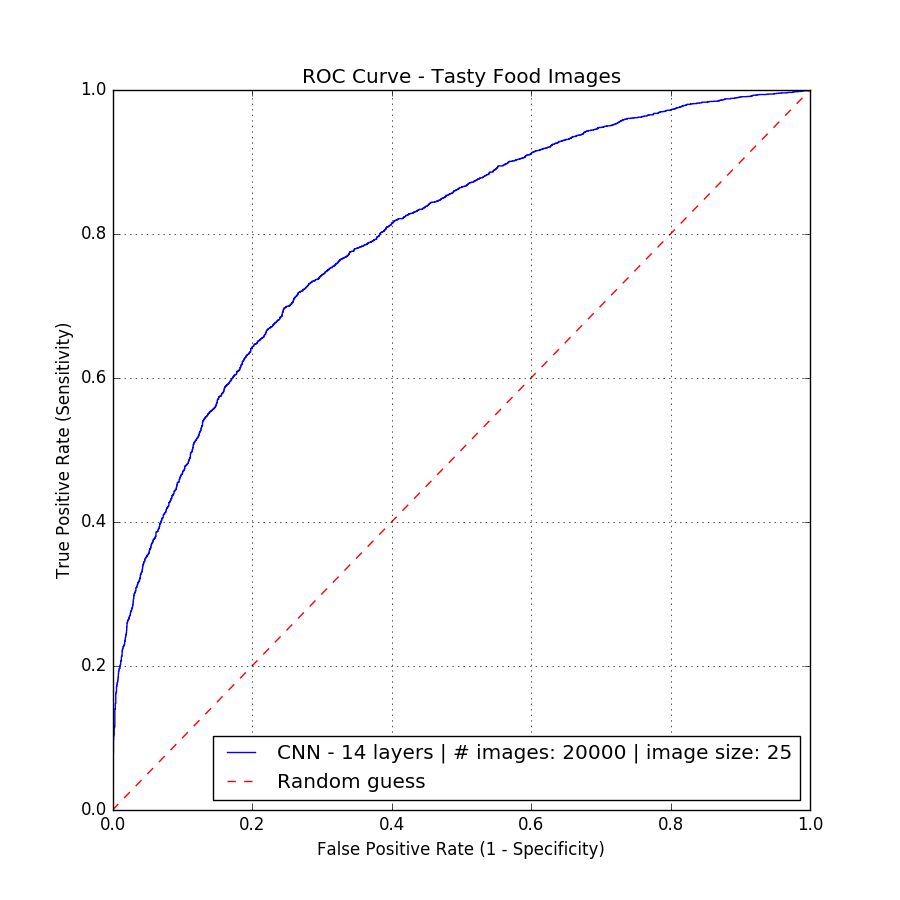 ROC Curve - Tasty Food Images
1.0
0.8
0.6
0.4
0.2
0.0
True Positive Rate (Sensitivity)
CNN - 14 layers | # images: 20000 | image size: 25
Random guess
0.0 0.2 0.4 0.6 0.8 1.0
False Positive Rate (1 - Specificity)